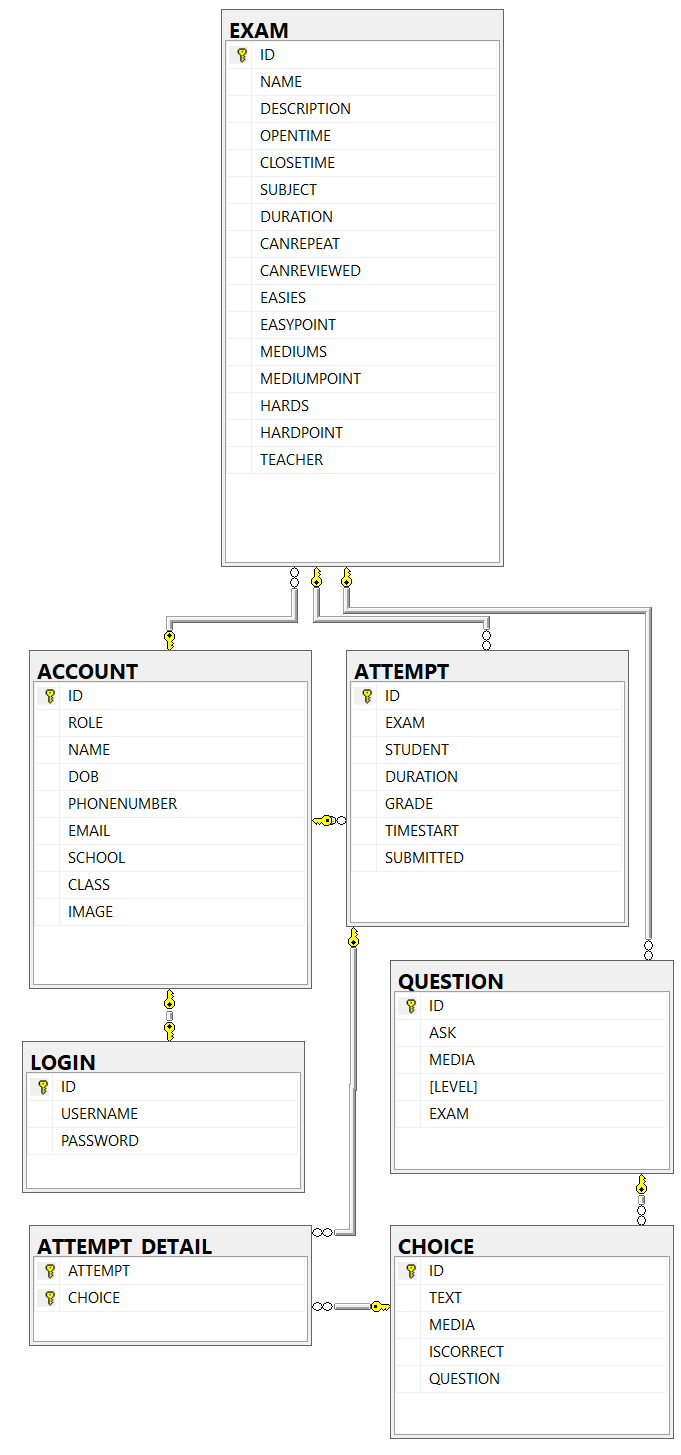 EXAM
ID
NAME
DESCRIPTION
OPENTIME
CLOSETIME
SUBJECT
DURATION
CANREPEAT
CANREVIEWED
EASIES
EASYPOINT
MEDIUMS
MEDIUMPOINT
HARDS
HARDPOINT
TEACHER
ACCOUNT
ID
ROLE
NAME
DOB
PHONENUMBER
EMAIL
SCHOOL
CLASS
IMAGE
ATTEMPT
ID
EXAM
STUDENT
DURATION
GRADE
TIMESTART
SUBMITTED
QUESTION
ID
ASK
MEDIA
[LEVEL]
EXAM
LOGIN
ID
USERNAME
PASSWORD
ATTEMPT_DETAIL
ATTEMPT
CHOICE
CHOICE
ID
TEXT
MEDIA
ISCORRECT
QUESTION